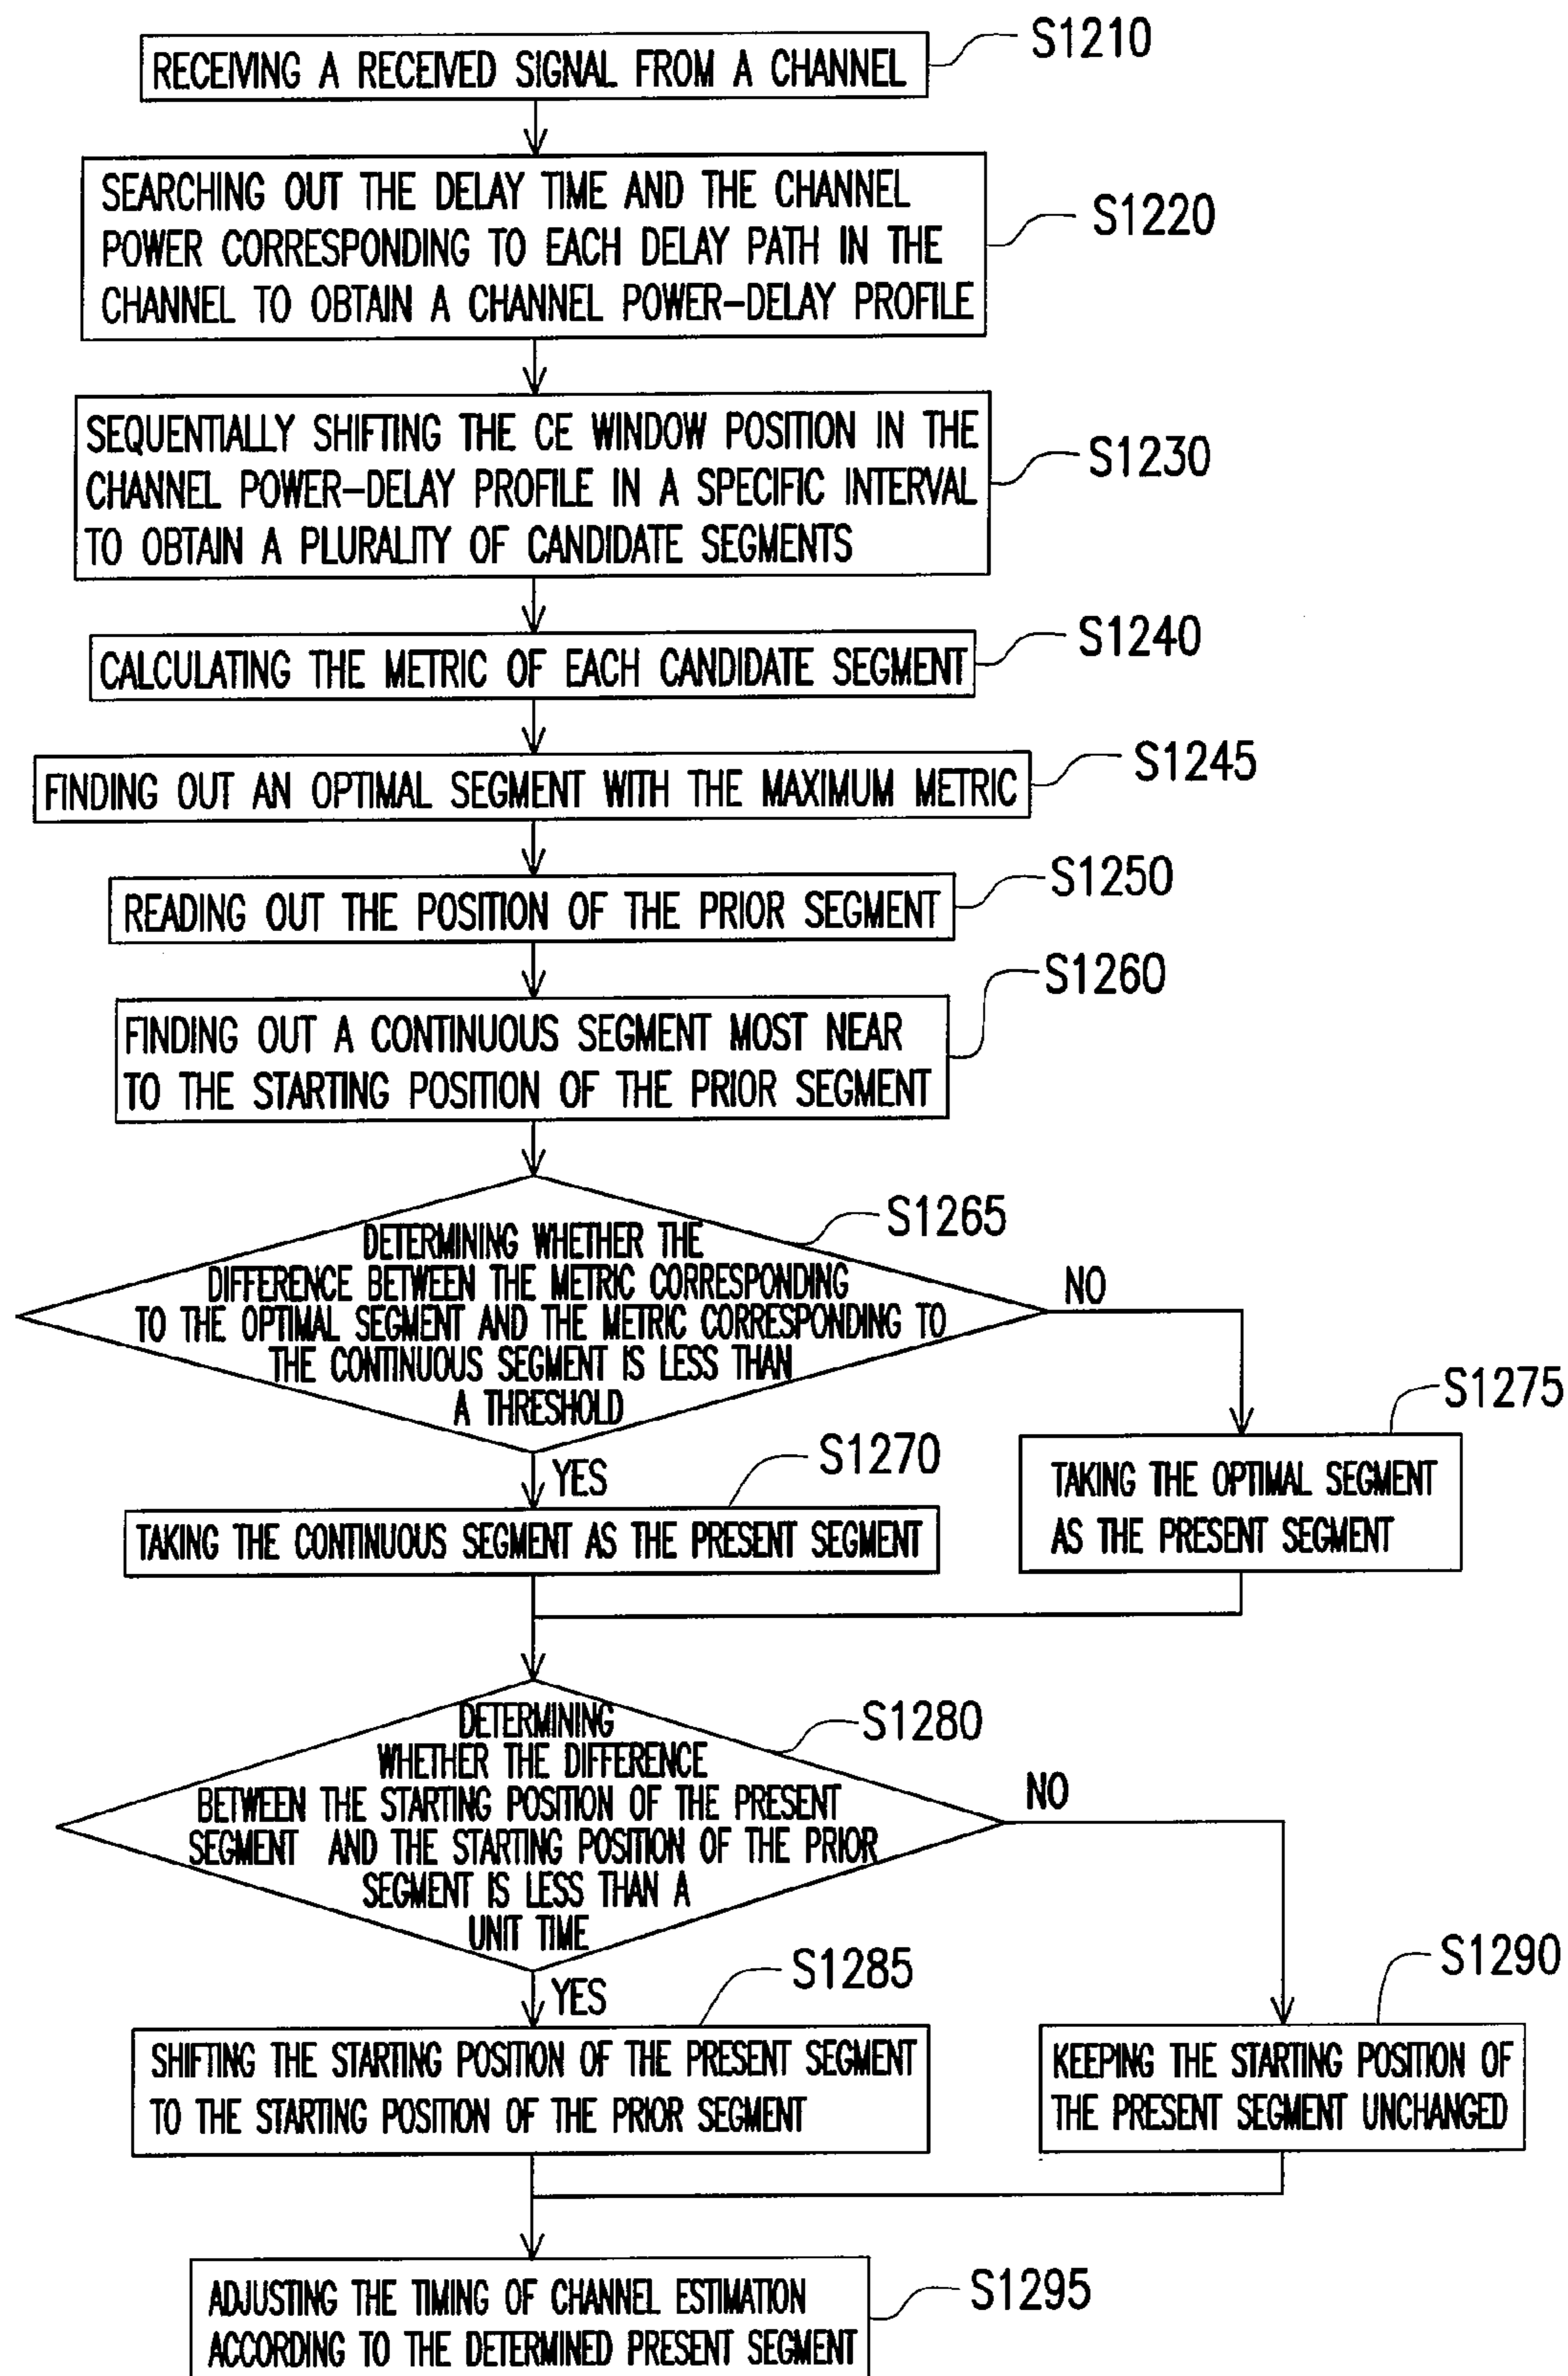 S1210
RECEIVING A RECEIVED SIGNAL FROM A CHANNEL
SEARCHING OUT THE DELAY TIME AND THE CHANNEL
POWER CORRESPONDING TO EACH DELAY PATH IN THE
CHANNEL TO OBTAIN A CHANNEL POWER-DELAY PROFILE
S1220
SEQUENTIALLY SHIFTING THE CE WINDOW POSITION IN THE
CHANNEL POWER-DELAY PROFILE IN A SPECIFIC INTERVAL
TO OBTAIN A PLURALITY OF CANDIDATE SEGMENTS
S1230
CALCULATING THE METRIC OF EACH CANDIDATE SEGMENT
S1240
FINDING OUT AN OPTIMAL SEGMENT WITH THE MAXIMUM METRIC
S1245
READING OUT THE POSITION OF THE PRIOR SEGMENT
S1250
FINDING OUT A CONTINUOUS SEGMENT MOST NEAR
TO THE STARTING POSITION OF THE PRIOR SEGMENT
S1260
DETERMINING WHETHER THE
DIFFERENCE BETWEEN THE METRIC CORRESPONDING
TO THE OPTIMAL SEGMENT AND THE METRIC CORRESPONDING TO
THE CONTINUOUS SEGMENT IS LESS THAN
A THRESHOLD
S1265
NO
YES
TAKING THE CONTINUOUS SEGMENT AS THE PRESENT SEGMENT
S1270
TAKING THE OPTIMAL SEGMENT
AS THE PRESENT SEGMENT
S1275
DETERMINING
WHETHER THE DIFFERENCE
BETWEEN THE STARTING POSITION OF THE PRESENT
SEGMENT AND THE STARTING POSITION OF THE PRIOR
SEGMENT IS LESS THAN A
UNIT TIME
S1280
NO
YES
SHIFTING THE STARTING POSITION OF THE PRESENT SEGMENT
TO THE STARTING POSITION OF THE PRIOR SEGMENT
S1285
KEEPING THE STARTING POSITION OF
THE PRESENT SEGMENT UNCHANGED
S1290
ADJUSTING THE TIMING OF CHANNEL ESTIMATION
ACCORDING TO THE DETERMINED PRESENT SEGMENT
S1295